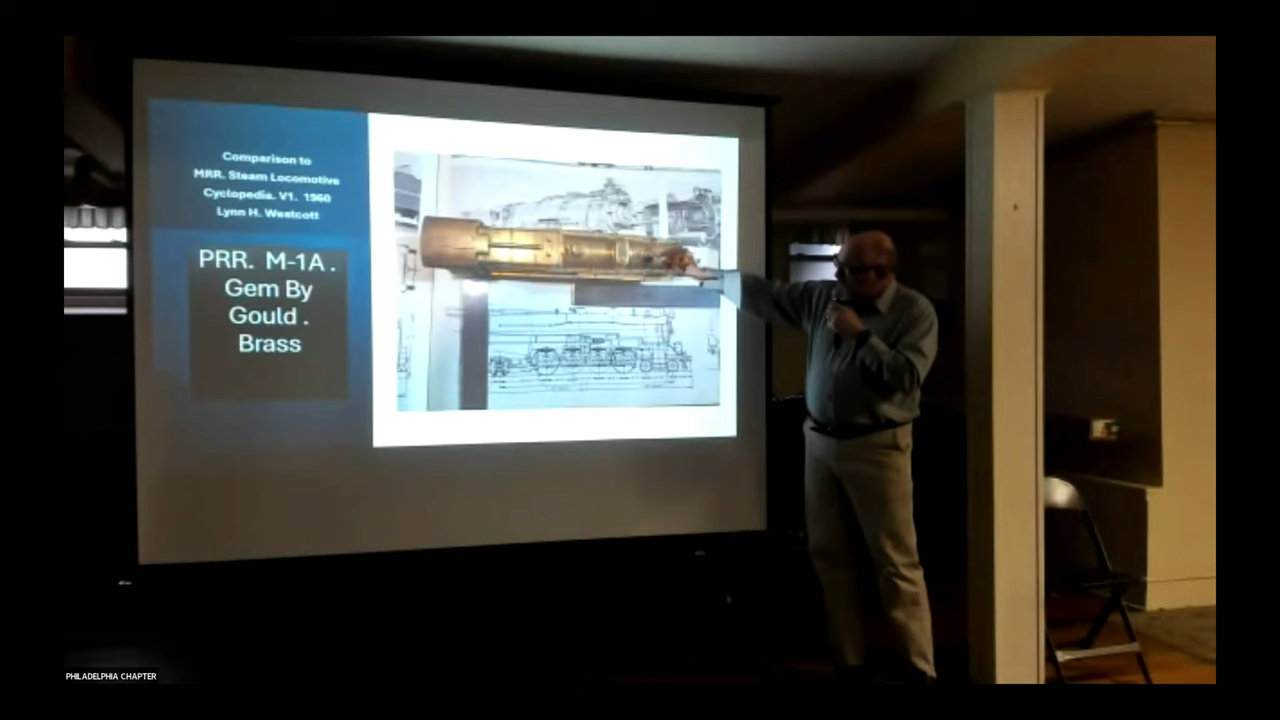 Comparison to
MRR. Steam Locomotive
Cyclopedia. V1. 1960
Lynn H. Westcott
PRR. M-1A.
Gem By
Gould.
Brass
PHILADELPHIA CHAPTER